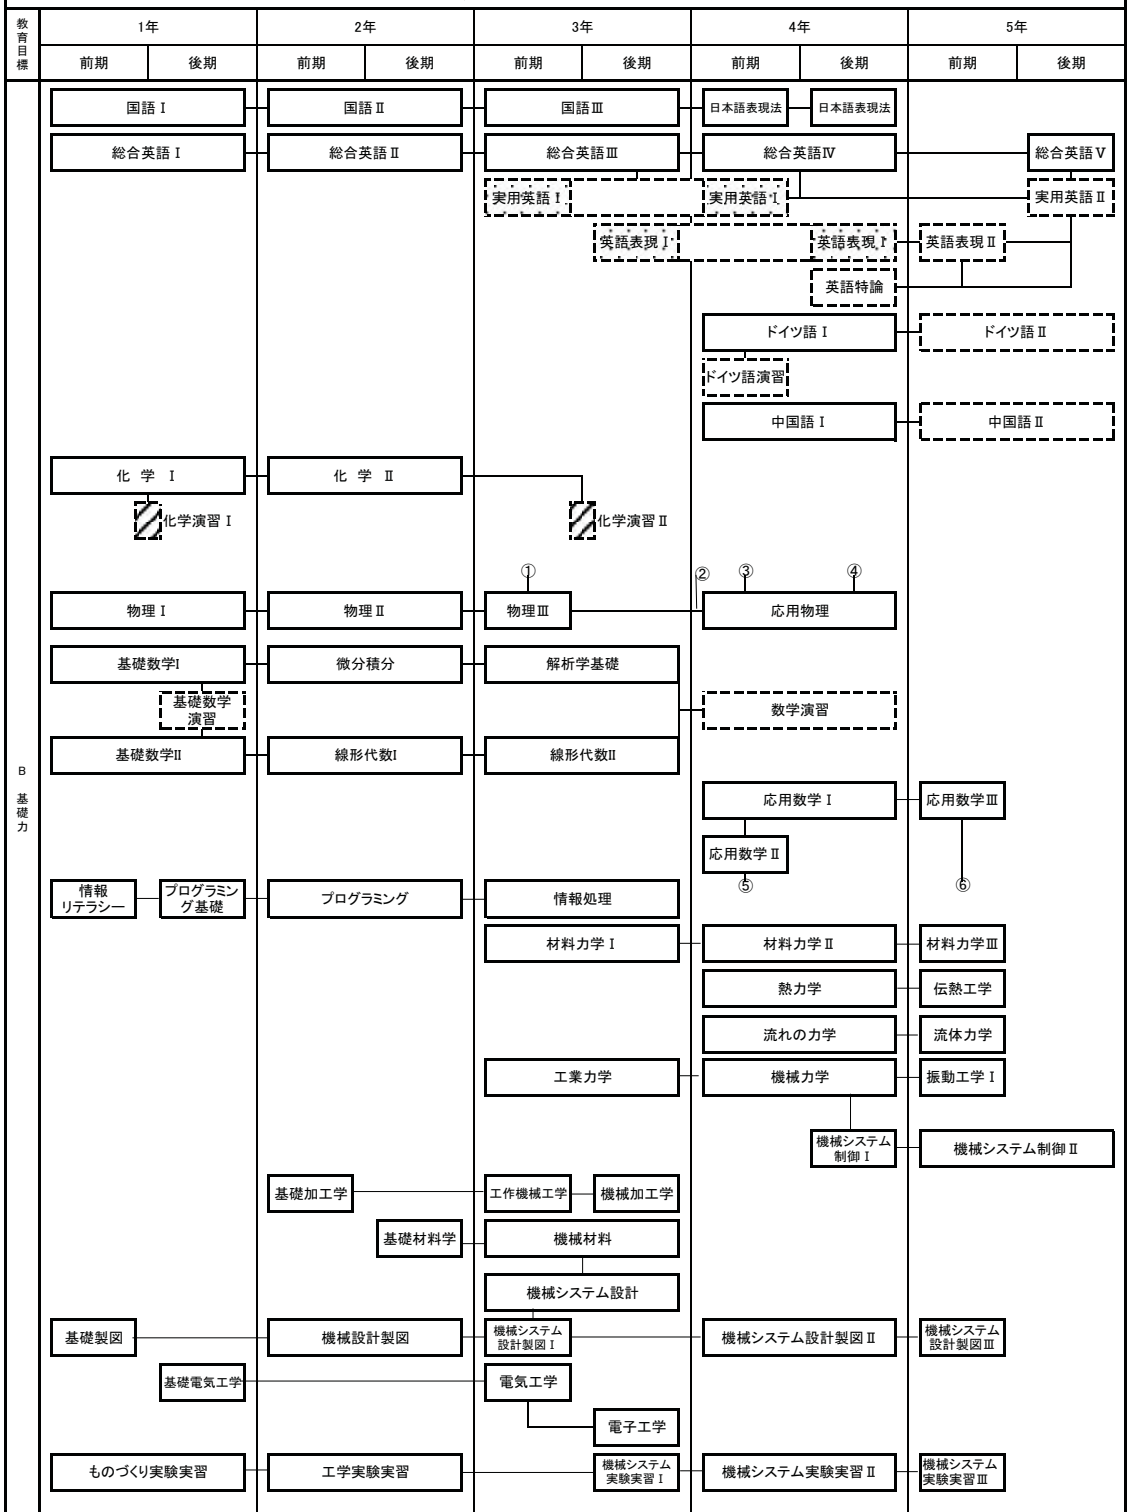 教育目標
1年 2年 3年 4年 5年
前期 後期 前期 後期 前期 後期 前期 後期 前期 後期
国語Ⅰ 国語Ⅱ 国語Ⅲ 日本語表現法 日本語表現法
総合英語Ⅰ 総合英語Ⅱ 総合英語Ⅲ 総合英語Ⅳ 総合英語Ⅴ
実用英語Ⅰ 実用英語Ⅰ 実用英語Ⅱ
英語表現Ⅰ 英語表現Ⅰ 英語表現Ⅱ
英語特論
ドイツ語Ⅰ ドイツ語Ⅱ
ドイツ語演習
中国語Ⅰ 中国語Ⅱ
化学Ⅰ 化学Ⅱ
化学演習Ⅰ 化学演習Ⅱ
① ② ③ ④
物理Ⅰ 物理Ⅱ 物理Ⅲ 応用物理
基礎数学I 微分積分 解析学基礎
基礎数学
演習
数学演習
基礎数学II 線形代数I 線形代数II
B 基礎力
応用数学Ⅰ 応用数学Ⅲ
応用数学Ⅱ
⑤ ⑥
情報
リテラシー
プログラミン
グ基礎
プログラミング 情報処理
材料力学Ⅰ 材料力学Ⅱ 材料力学Ⅲ
熱力学 伝熱工学
流れの力学 流体力学
工業力学 機械力学 振動工学Ⅰ
機械システム
制御Ⅰ
機械システム制御Ⅱ
基礎加工学 工作機械工学 機械加工学
基礎材料学 機械材料
機械システム設計
基礎製図 機械設計製図
機械システム
設計製図Ⅰ
機械システム設計製図Ⅱ
機械システム
設計製図Ⅲ
基礎電気工学 電気工学
電子工学
ものづくり実験実習 工学実験実習
機械システム
実験実習Ⅰ
機械システム実験実習Ⅱ
機械システム
実験実習Ⅲ